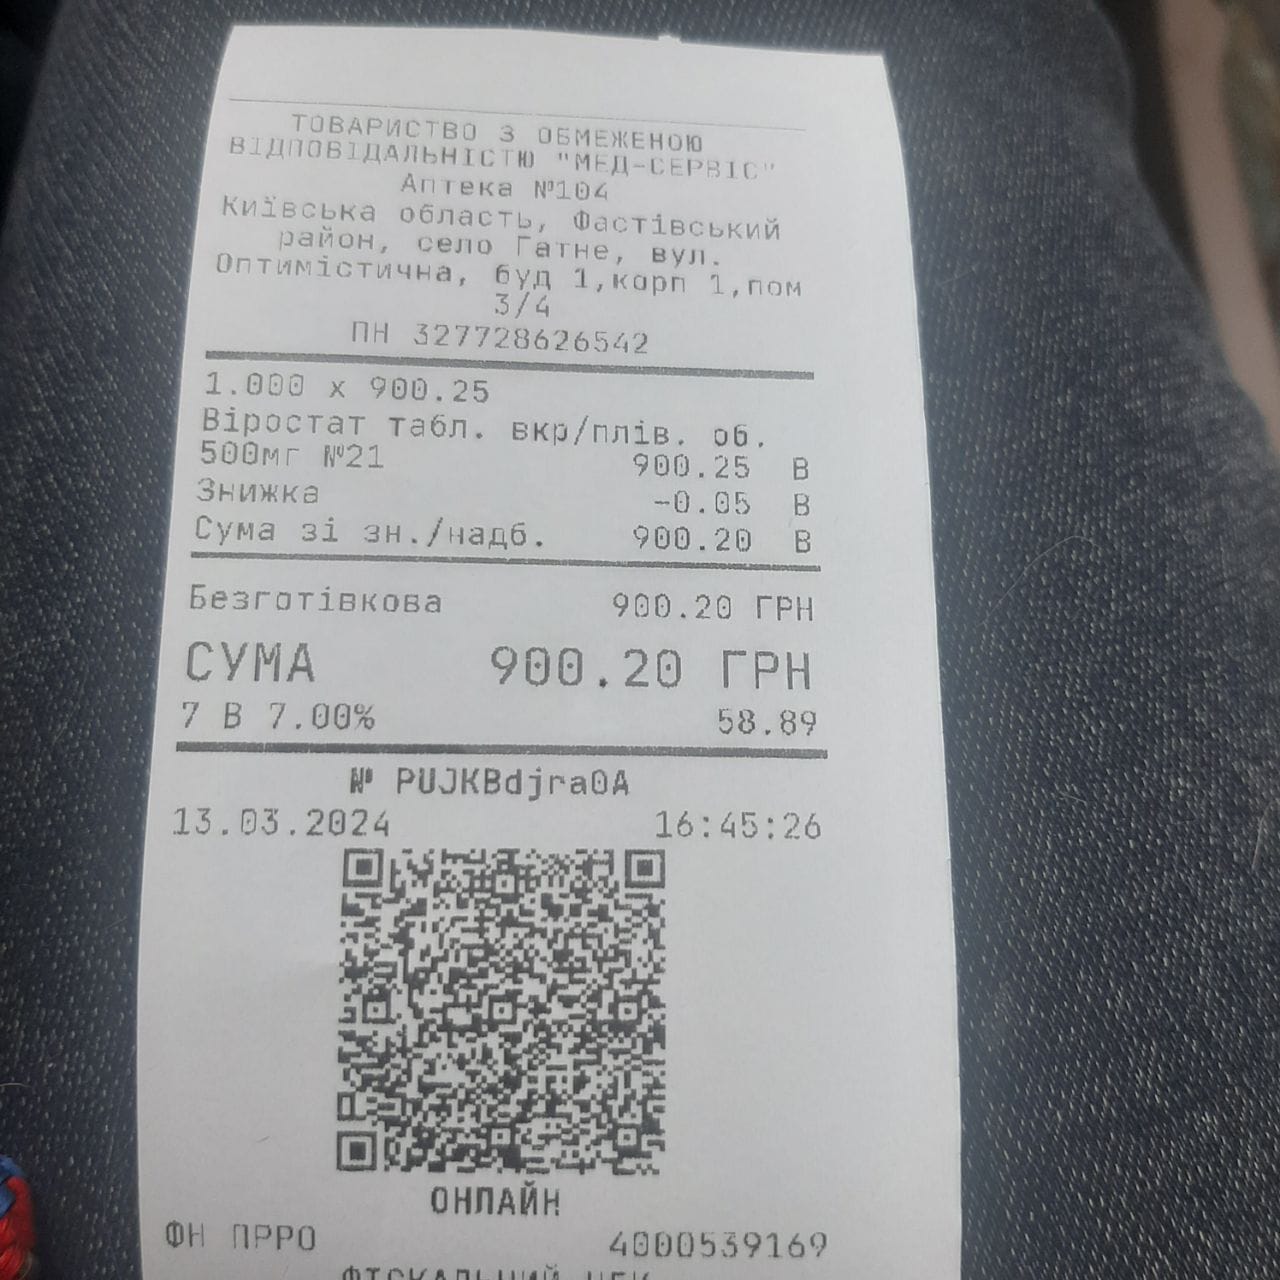 ТОВАРИСТВО З ОБМЕЖЕНОЮ
ВІДПОВІДАЛЬНІСТЮ "МЕД-СЕРВІС"
Аптека №104
Київська область, Фастівський
район, село Гатне, вул.
Оптимістична, буд 1,корп 1,пом
3/4
ПН 327728626542
1.000 x 900.25
Віростат табл. вкр/плів. об.
500мг №21 900.25 В
Знижка -0.05 В
Сума зі зн./надб. 900.20 В
Безготівкова 900.20 ГРН
СУМА 900.20 ГРН
7 В 7.00% 58.89
№ PUJKBdjra0A
13.03.2024 16:45:26
ОНЛАЙН
ФН ПРРО 4000539169
ФІСКАЛЬНИЙ ЧЕК